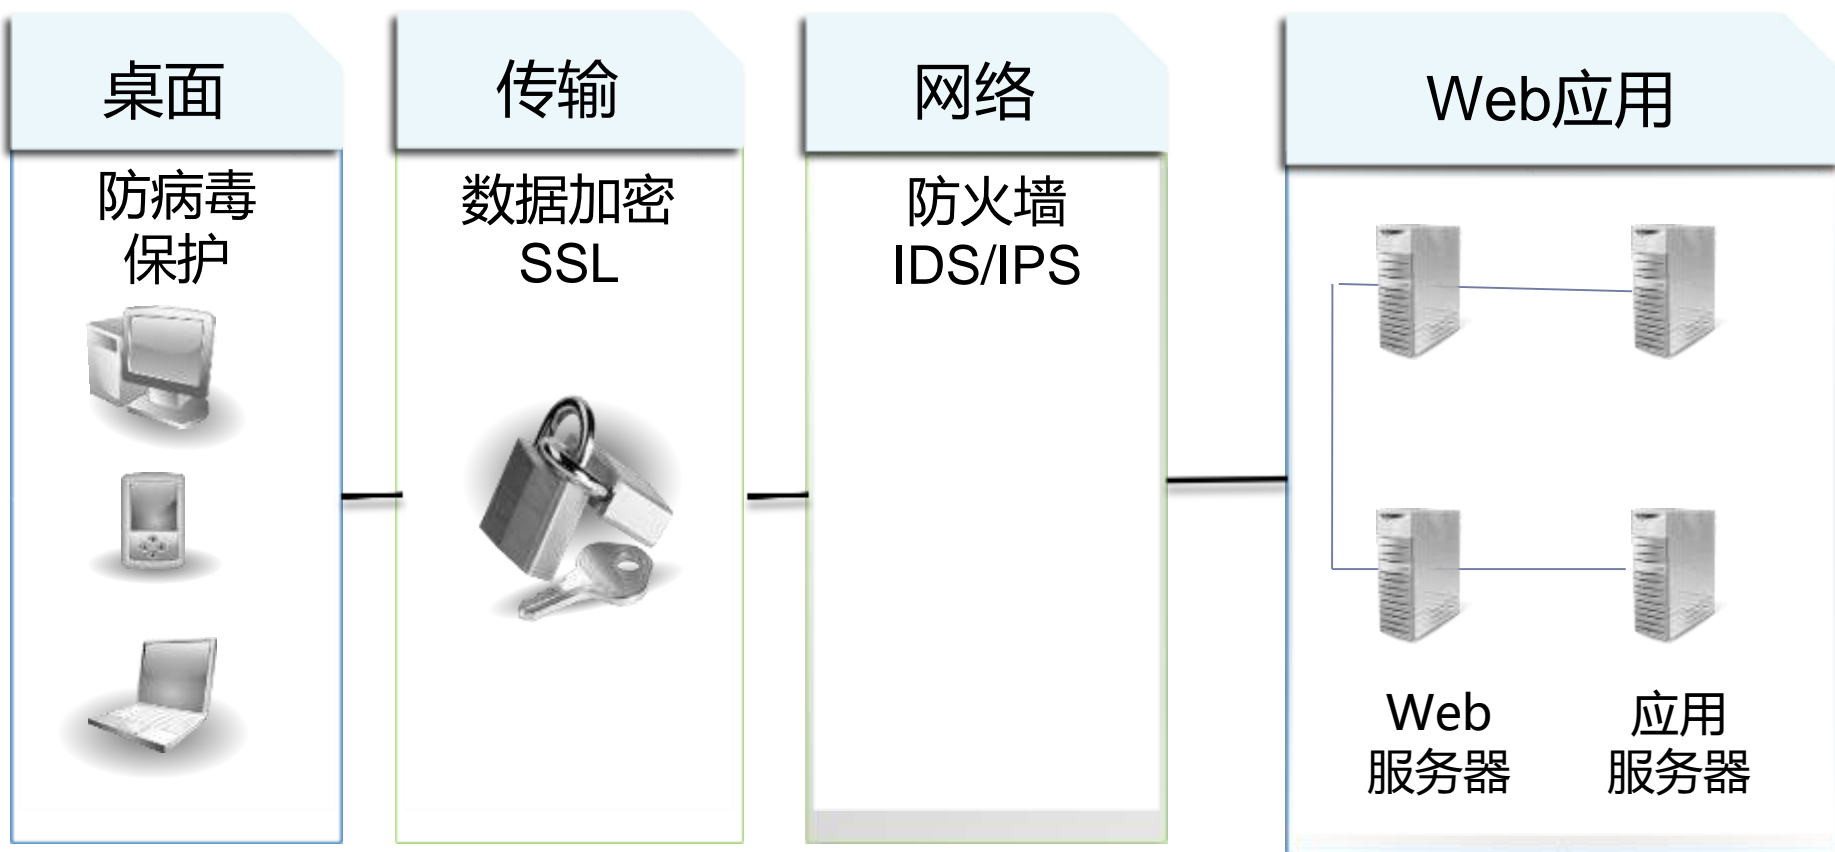 桌面
防病毒
保护
传输
数据加密
SSL
网络
防火墙
IDS/IPS
Web应用
Web
服务器
应用
服务器